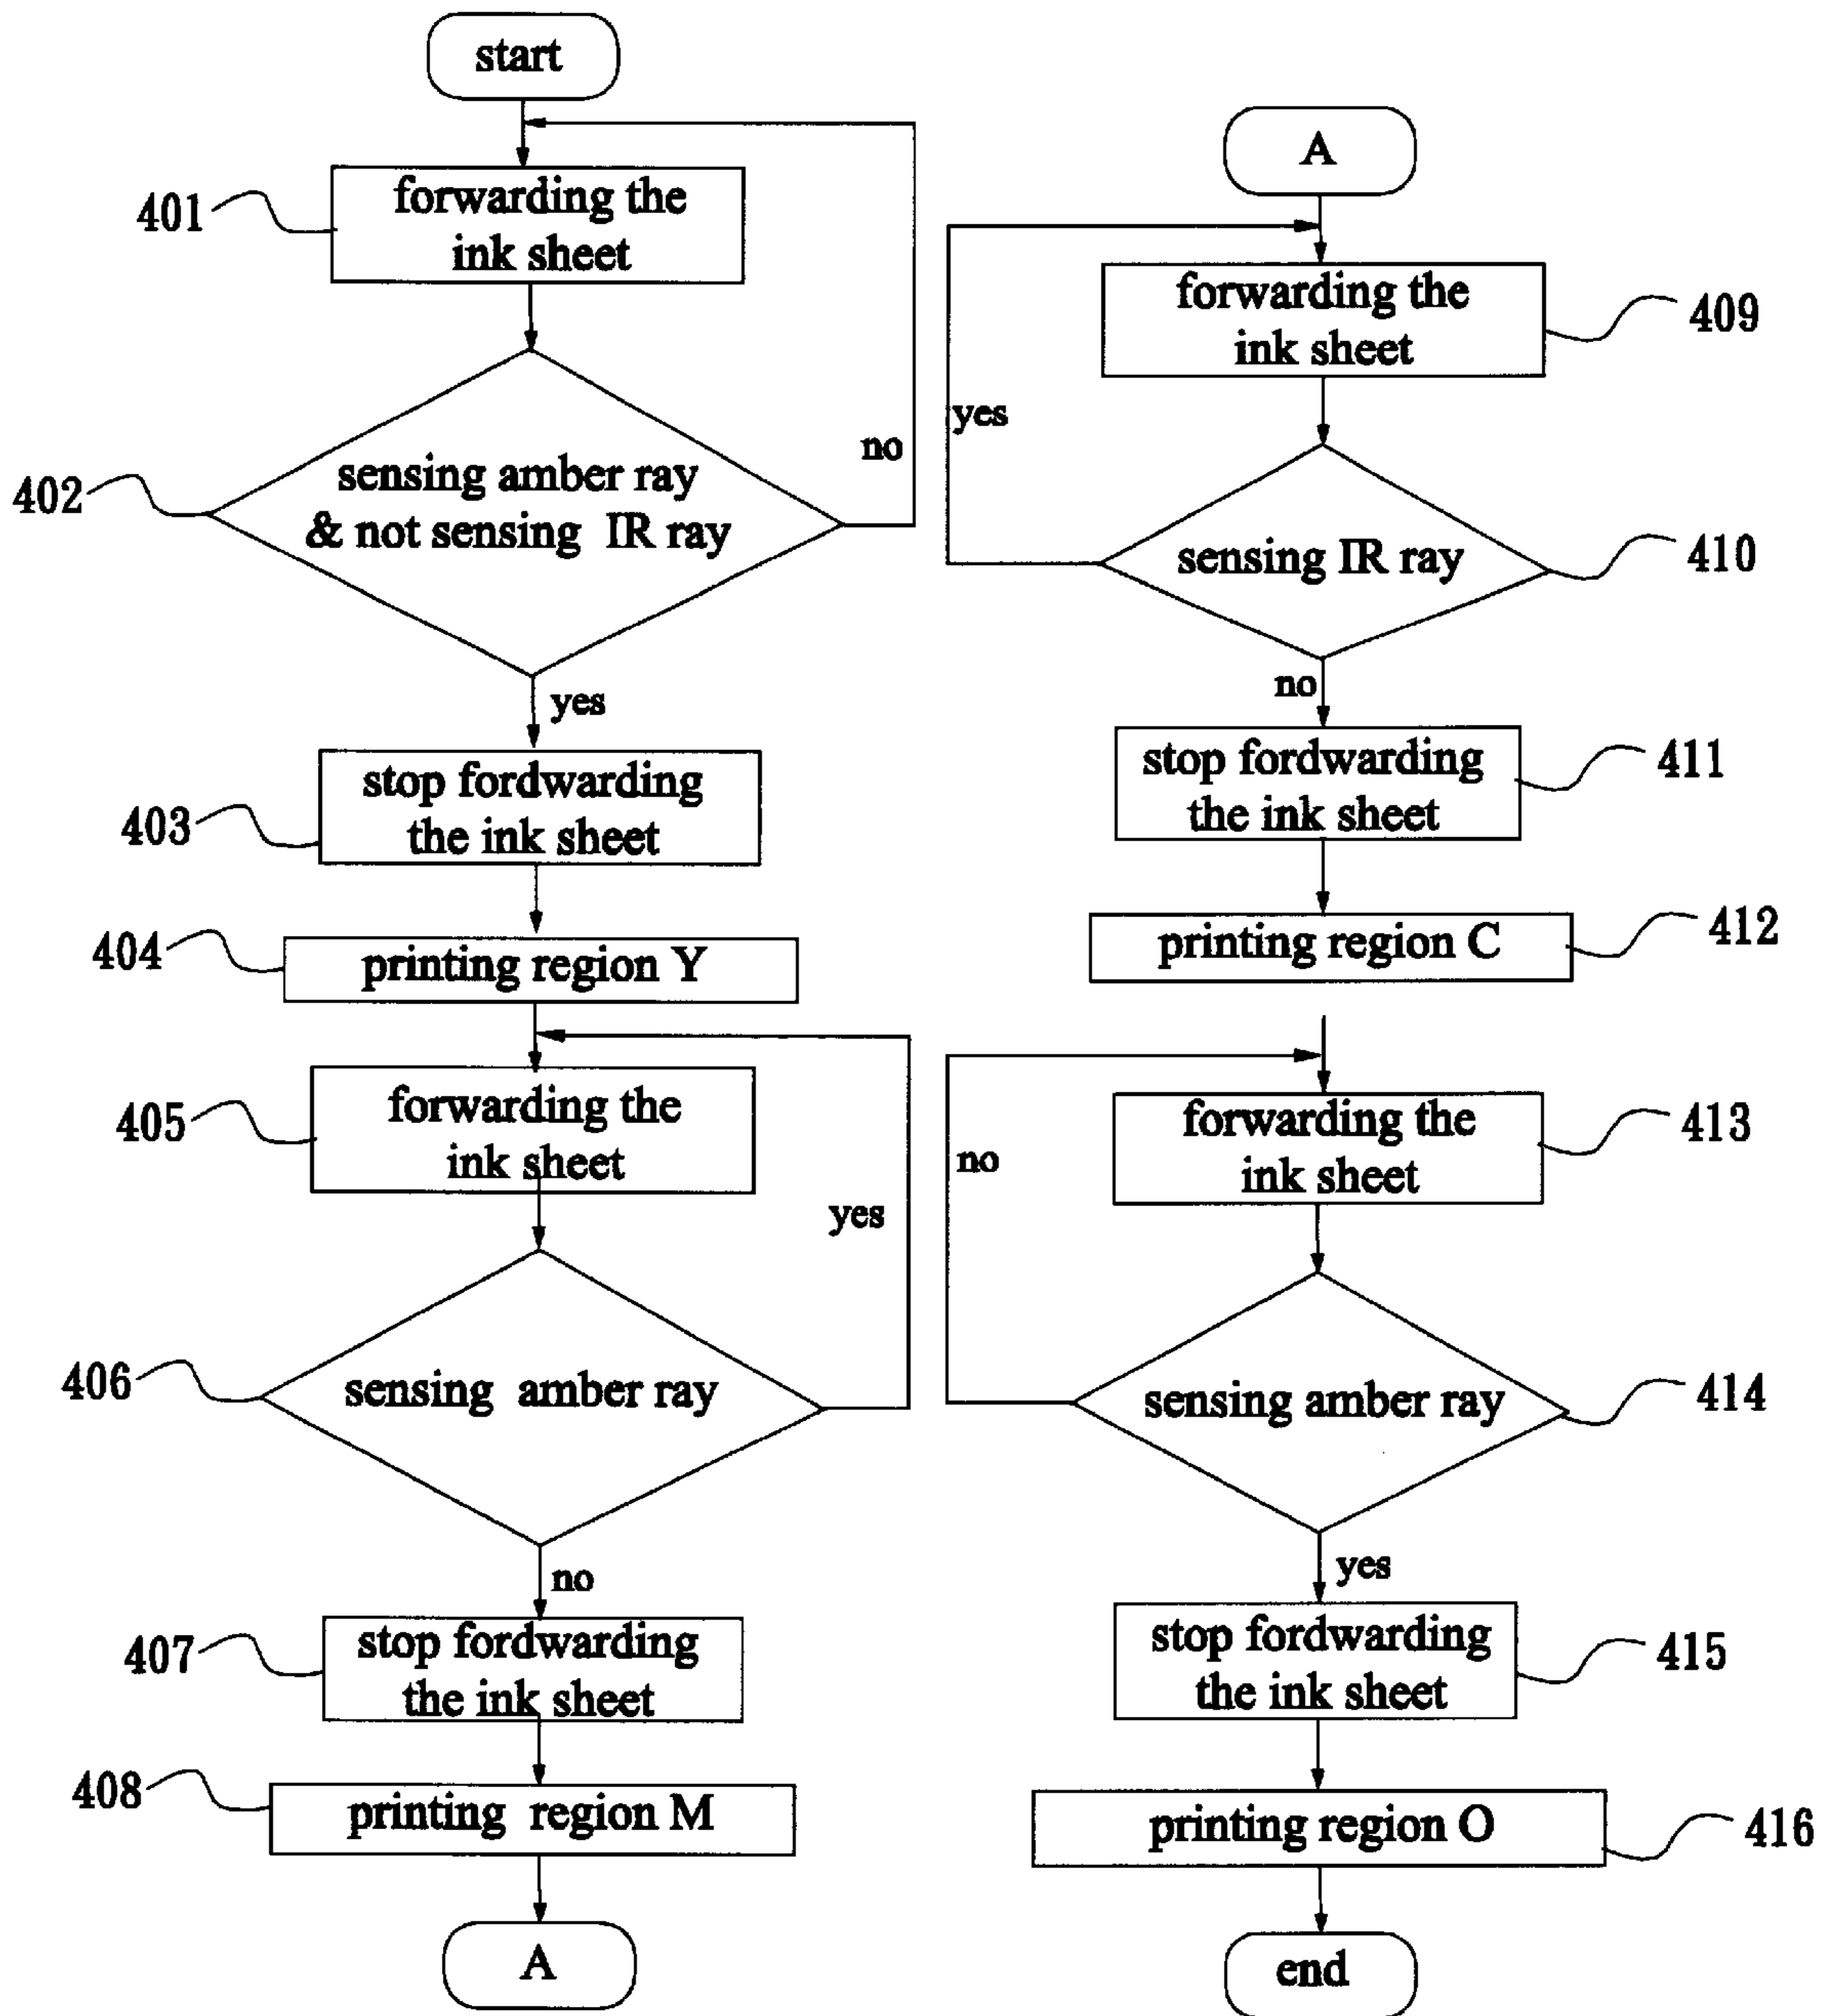 start
401
forwarding the
ink sheet
402
sensing amber ray
& not sensing IR ray
no
yes
403
stop fordwarding
the ink sheet
404
printing region Y
405
forwarding the
ink sheet
yes
406
sensing amber ray
no
407
stop fordwarding
the ink sheet
408
printing region M
A
A
forwarding the
ink sheet
409
yes
sensing IR ray
410
no
stop fordwarding
the ink sheet
411
printing region C
412
forwarding the
ink sheet
413
no
sensing amber ray
414
yes
stop fordwarding
the ink sheet
415
printing region O
416
end